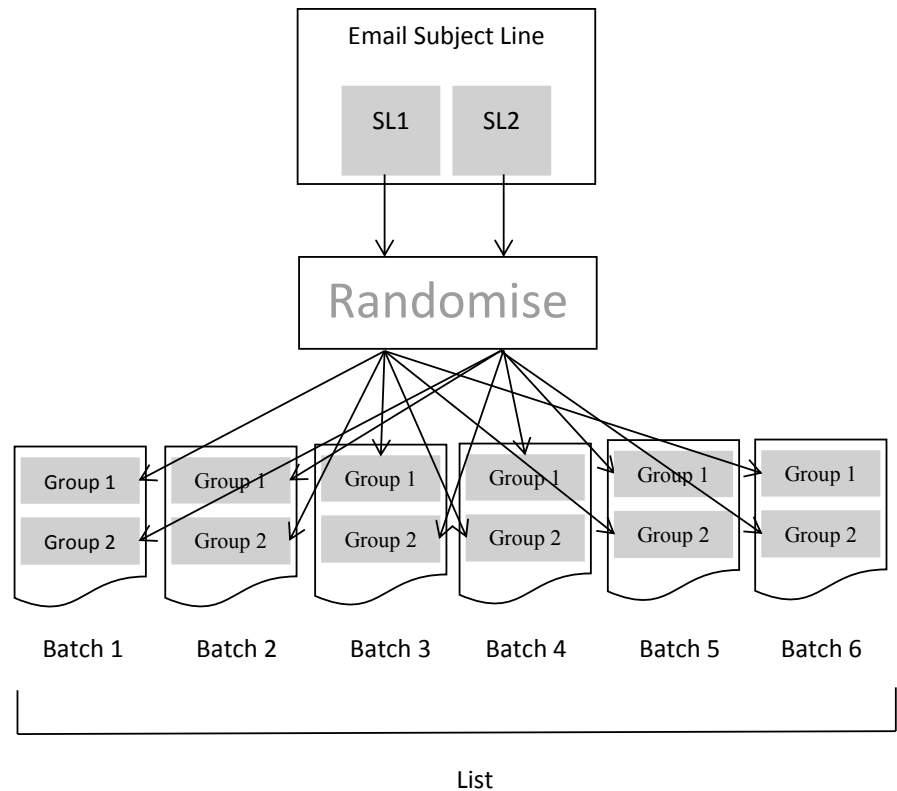 Email Subject Line
SL1 SL2
Randomise
Group 1 Group 1 Group 1 Group 1 Group 1 Group 1
Group 2 Group 2 Group 2 Group 2 Group 2 Group 2
Batch 1 Batch 2 Batch 3 Batch 4 Batch 5 Batch 6
List